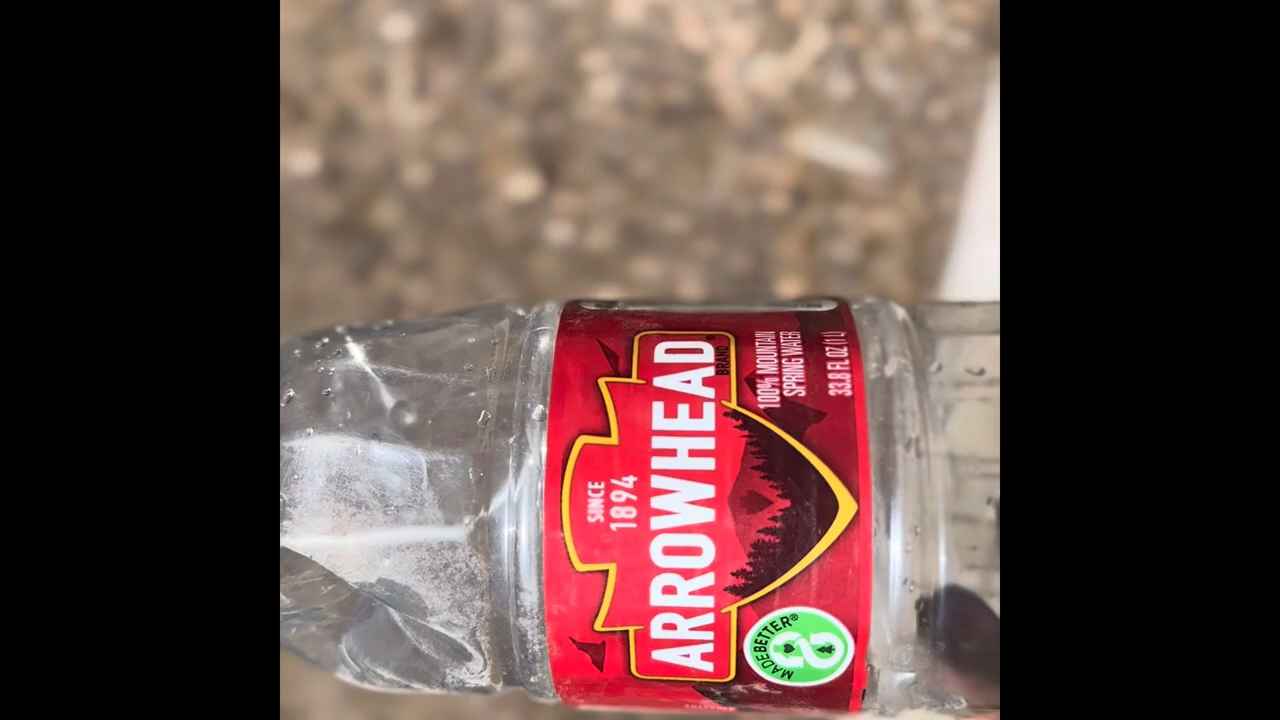 SINCE
1894
ARROWHEAD®
BRAND
100% MOUNTAIN
SPRING WATER
33.8 FL OZ (1 L)
MADEBETTER®